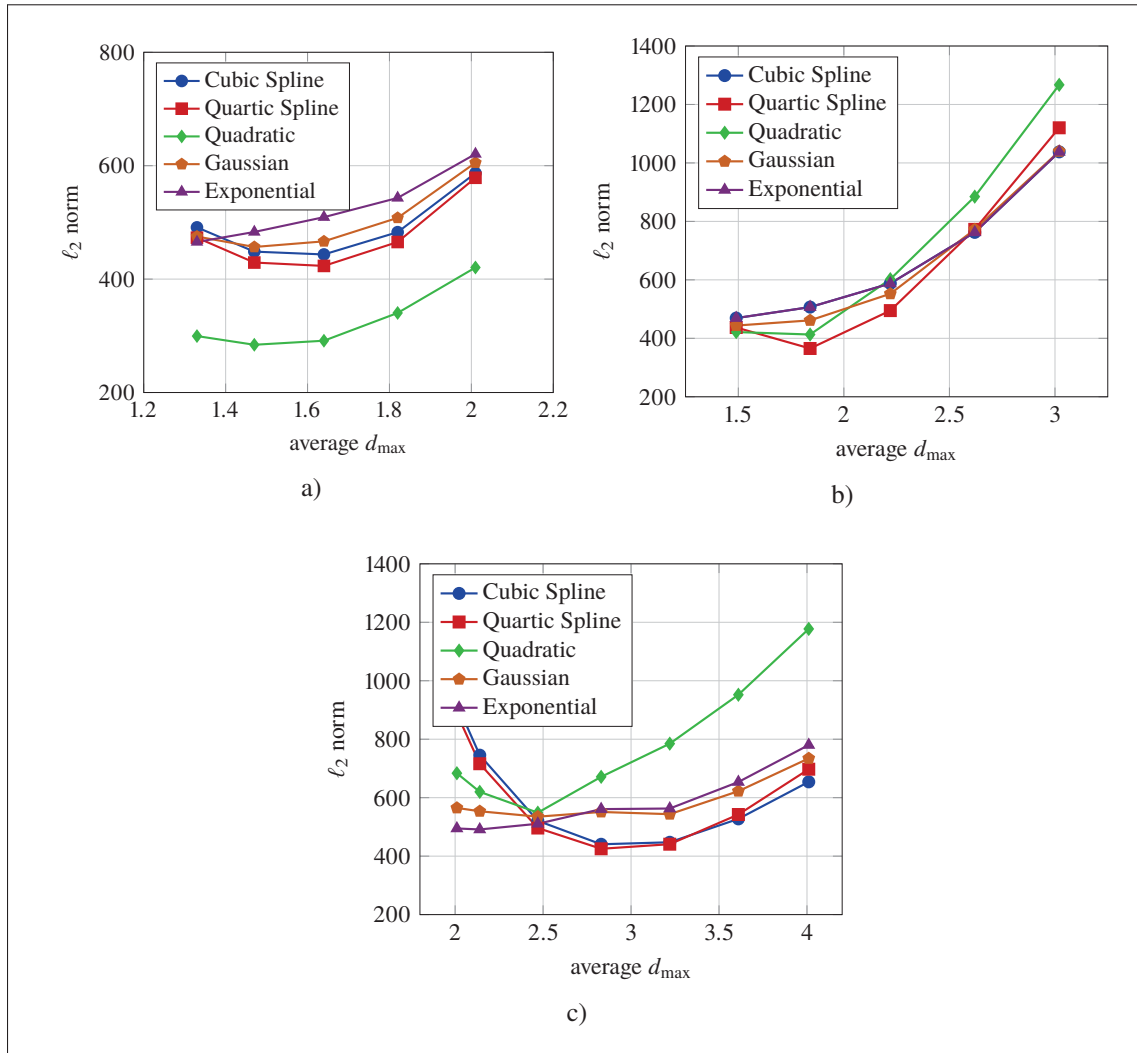 800
600
400
200
1.2 1.4 1.6 1.8 2 2.2
ℓ2 norm
average dmax
Cubic Spline
Quartic Spline
Quadratic
Gaussian
Exponential
a)
1400
1200
1000
800
600
400
200
1.5 2 2.5 3
ℓ2 norm
average dmax
Cubic Spline
Quartic Spline
Quadratic
Gaussian
Exponential
b)
1400
1200
1000
800
600
400
200
2 2.5 3 3.5 4
ℓ2 norm
average dmax
Cubic Spline
Quartic Spline
Quadratic
Gaussian
Exponential
c)